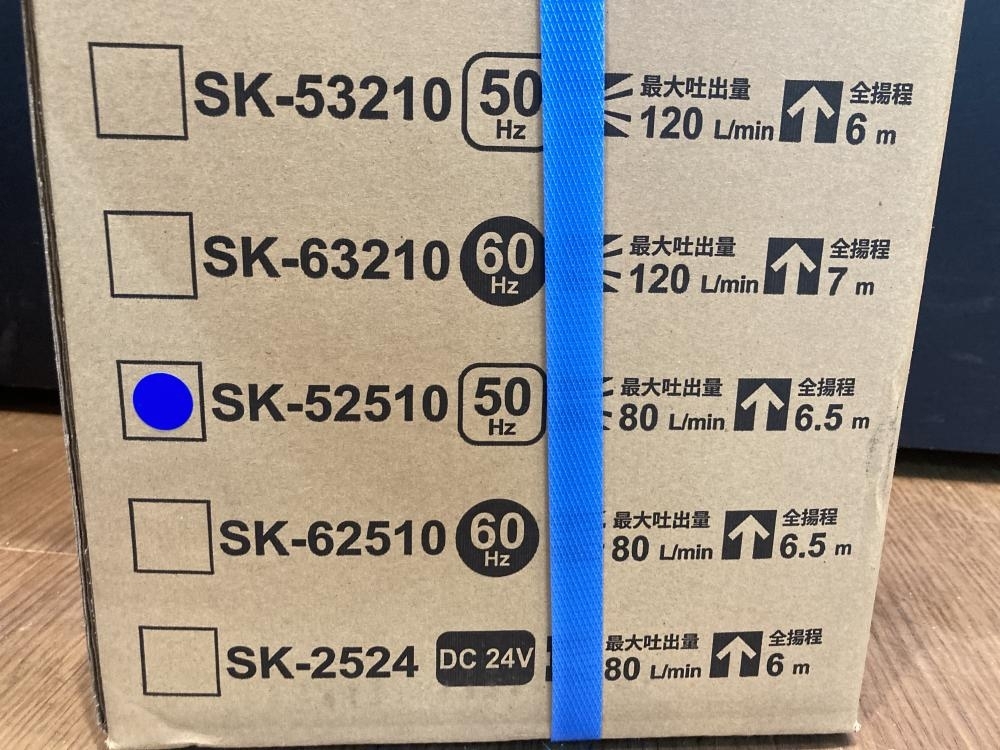 SK-53210 50 Hz 最大吐出量 120 L/min 全揚程 6 m
SK-63210 60 Hz 最大吐出量 120 L/min 全揚程 7 m
SK-52510 50 Hz 最大吐出量 80 L/min 全揚程 6.5 m
SK-62510 60 Hz 最大吐出量 80 L/min 全揚程 6.5 m
SK-2524 DC 24V 最大吐出量 80 L/min 全揚程 6 m